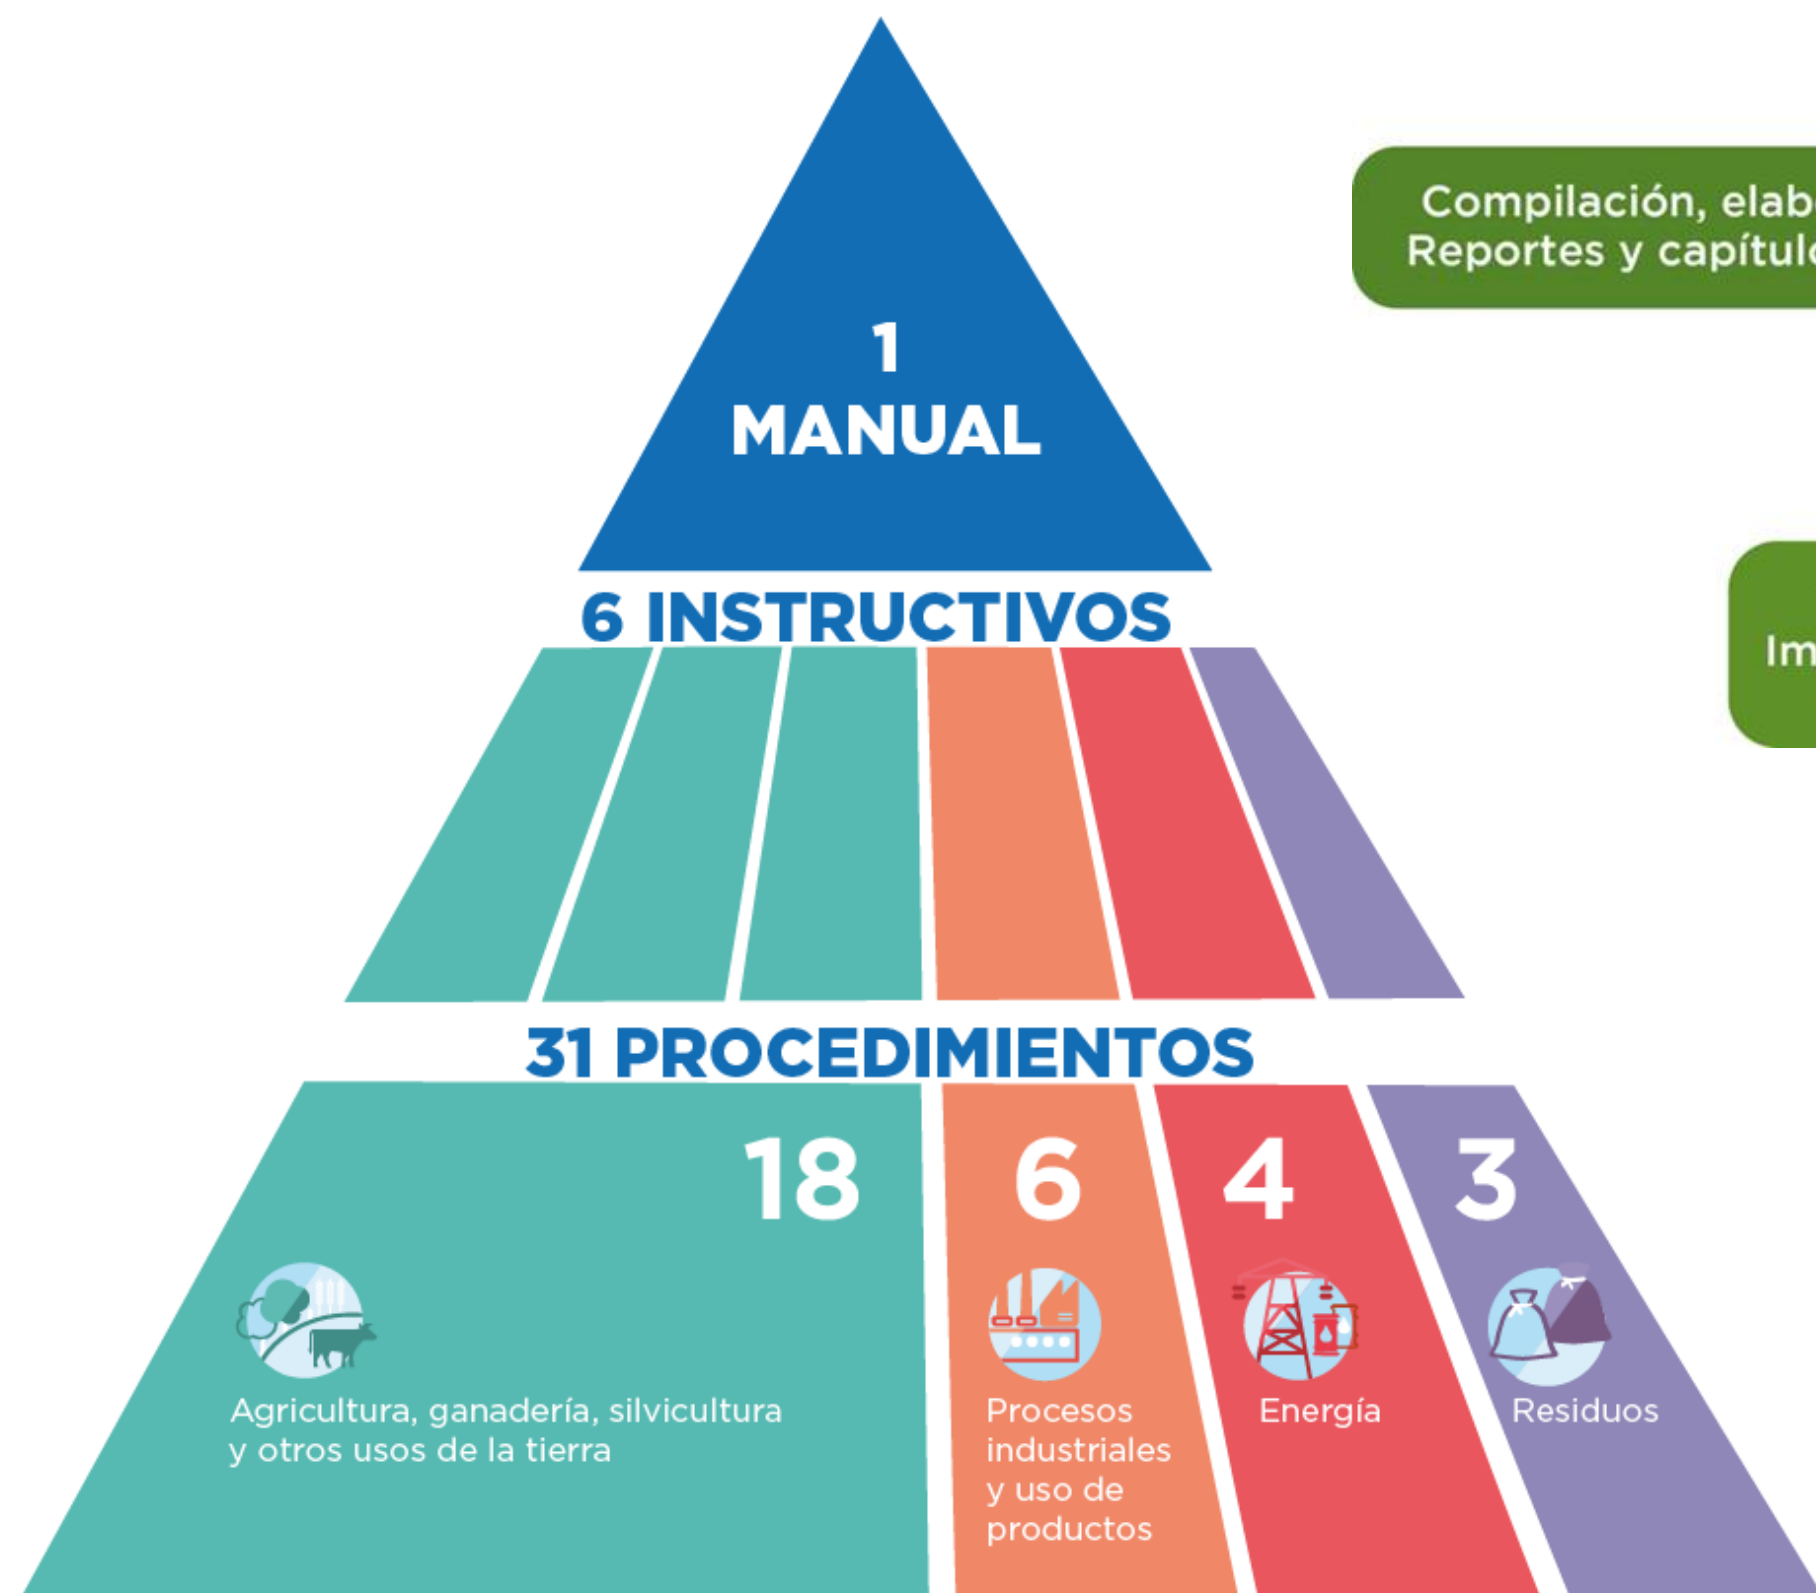 1
MANUAL
Compilación, elab
Reportes y capítul
6 INSTRUCTIVOS
Im
31 PROCEDIMIENTOS
18
6
4
3
Agricultura, ganadería, silvicultura
y otros usos de la tierra
Procesos
industriales
y uso de
productos
Energía
Residuos